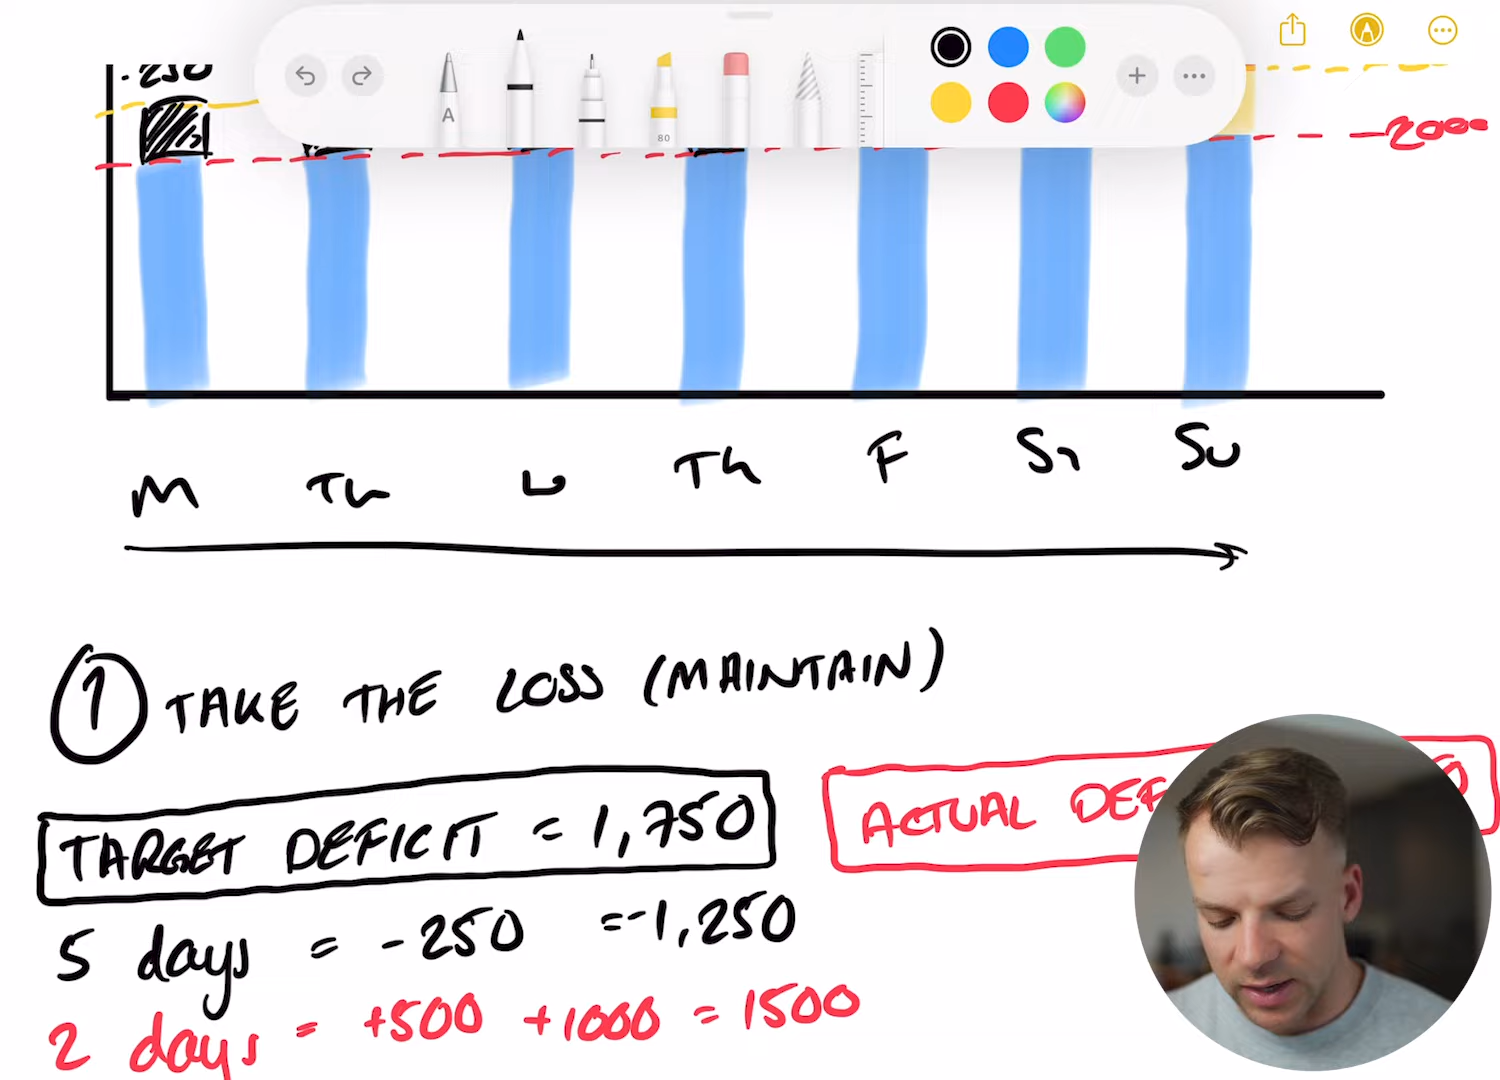 A
80
2000
M Tu W Th F Sa Su
1 TAKE THE LOSS (MAINTAIN)
TARGET DEFICIT = 1,750
ACTUAL
5 days = -250 =-1,250
2 days = +500 +1000 = 1500